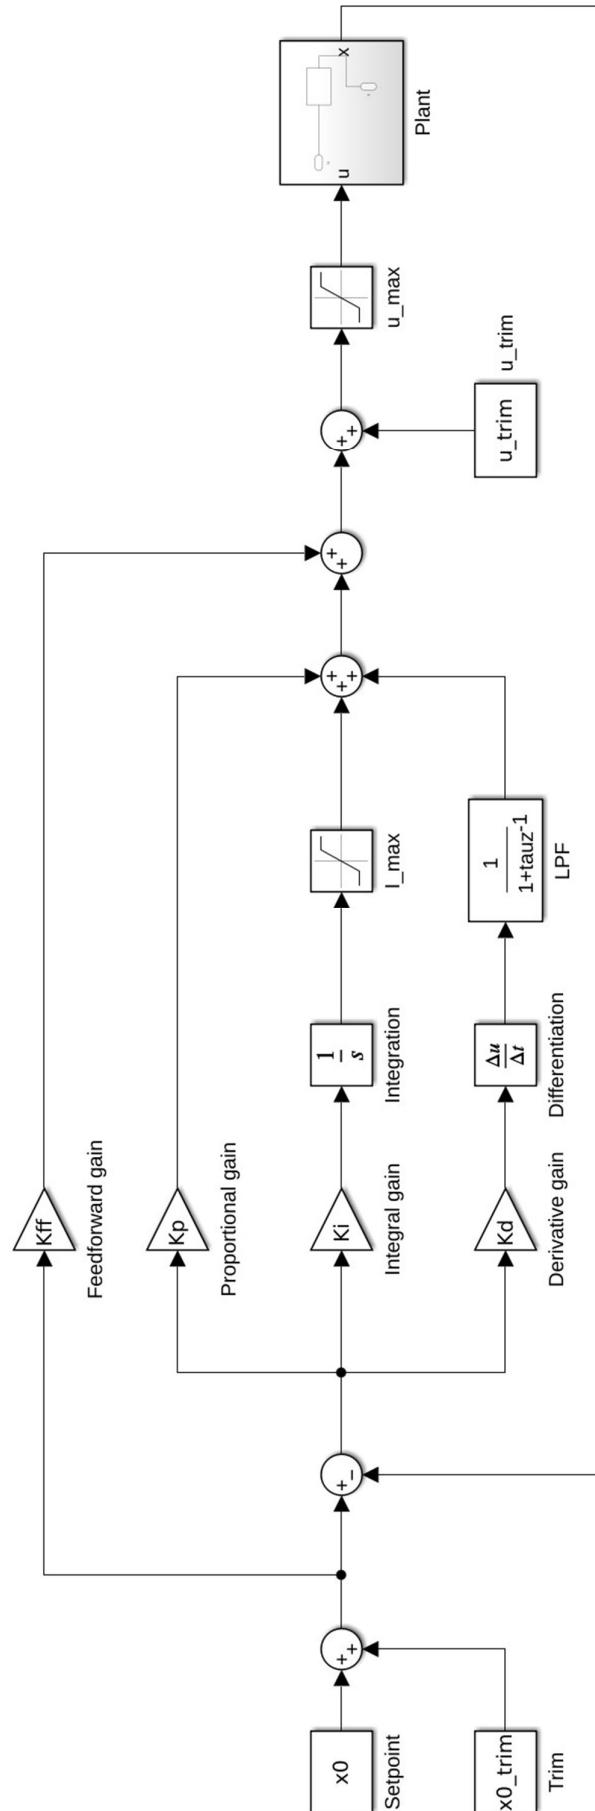 Kff
Feedforward gain
Kp
Proportional gain
x0
Setpoint
+
+
+
−
Ki
Integral gain
1
s
Integration
I_max
+
+
+
+
+
+
+
u_max
u
x
Plant
x0_trim
Trim
Kd
Derivative gain
Δu
Δt
Differentiation
1
1+tauz-1
LPF
u_trim
u_trim